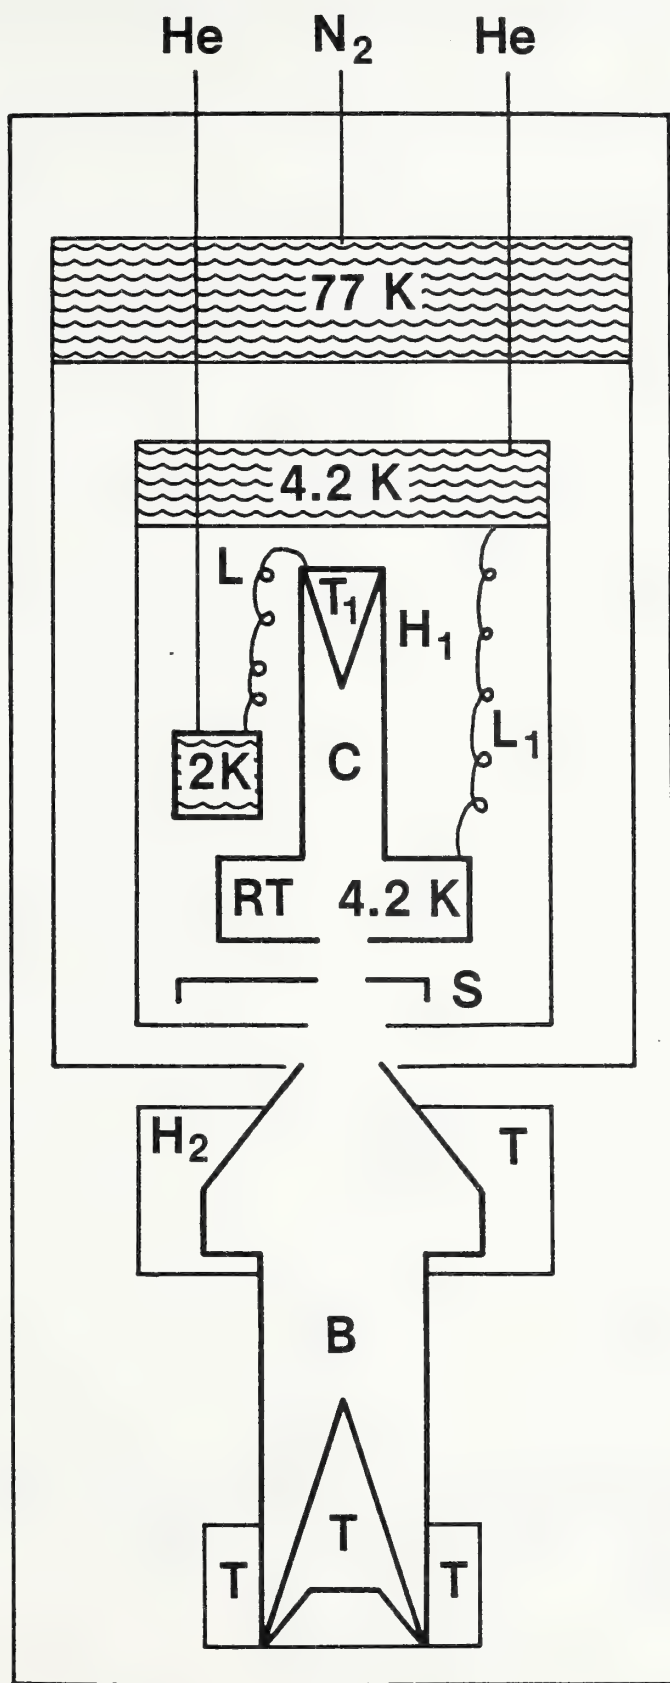 He N₂ He
77 K
4.2 K
L T₁ H₁
L₁
2K C
RT 4.2 K
S
H₂ T
B
T
T T